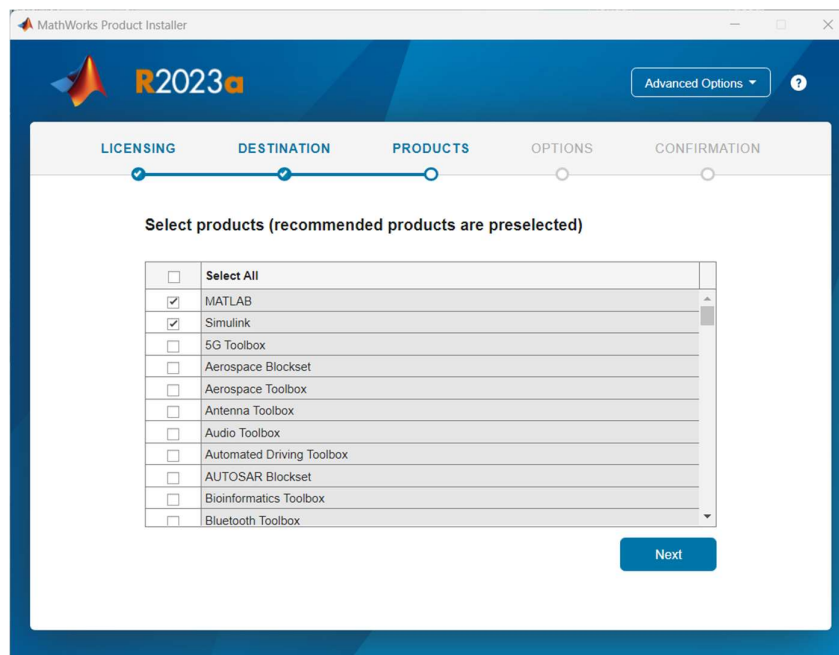 MathWorks Product Installer
R2023a
Advanced Options
?
LICENSING DESTINATION PRODUCTS OPTIONS CONFIRMATION
Select products (recommended products are preselected)
Select All
MATLAB
Simulink
5G Toolbox
Aerospace Blockset
Aerospace Toolbox
Antenna Toolbox
Audio Toolbox
Automated Driving Toolbox
AUTOSAR Blockset
Bioinformatics Toolbox
Bluetooth Toolbox
Next